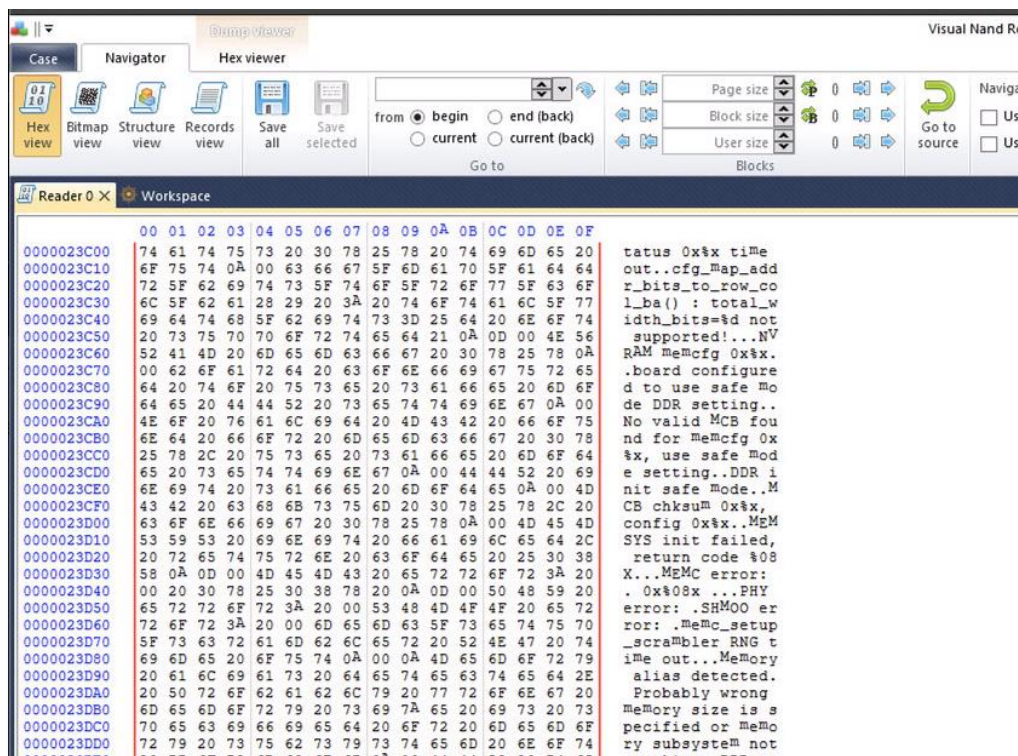 Dump viewer
Visual Nand Re
Case Navigator Hex viewer
Hex view Bitmap view Structure view Records view Save all Save selected
from begin end (back)
current current (back)
Go to
Page size 0
Block size 0
User size 0
Blocks
Go to source
Naviga
Us
Us
Reader 0 Workspace
00 01 02 03 04 05 06 07 08 09 0A 0B 0C 0D 0E 0F
0000023C00 74 61 74 75 73 20 30 78 25 78 20 74 69 6D 65 20 tatus 0x%x time
0000023C10 6F 75 74 0A 00 63 66 67 5F 6D 61 70 5F 61 64 64 out..cfg_map_add
0000023C20 72 5F 62 69 74 73 5F 74 6F 5F 72 6F 77 5F 63 6F r_bits_to_row_co
0000023C30 6C 5F 62 61 28 29 20 3A 20 74 6F 74 61 6C 5F 77 l_ba() : total_w
0000023C40 69 64 74 68 5F 62 69 74 73 3D 25 64 20 6E 6F 74 idth_bits=%d not
0000023C50 20 73 75 70 70 6F 72 74 65 64 21 0A 0D 00 4E 56 supported!...NV
0000023C60 52 41 4D 20 6D 65 6D 63 66 67 20 30 78 25 78 0A RAM memcfg 0x%x.
0000023C70 00 62 6F 61 72 64 20 63 6F 6E 66 69 67 75 72 65 .board configure
0000023C80 64 20 74 6F 20 75 73 65 20 73 61 66 65 20 6D 6F d to use safe mo
0000023C90 64 65 20 44 44 52 20 73 65 74 74 69 6E 67 0A 00 de DDR setting..
0000023CA0 4E 6F 20 76 61 6C 69 64 20 4D 43 42 20 66 6F 75 No valid MCB fou
0000023CB0 6E 64 20 66 6F 72 20 6D 65 6D 63 66 67 20 30 78 nd for memcfg 0x
0000023CC0 25 78 2C 20 75 73 65 20 73 61 66 65 20 6D 6F 64 %x, use safe mod
0000023CD0 65 20 73 65 74 74 69 6E 67 0A 00 44 44 52 20 69 e setting..DDR i
0000023CE0 6E 69 74 20 73 61 66 65 20 6D 6F 64 65 0A 00 4D nit safe mode..M
0000023CF0 43 42 20 63 68 6B 73 75 6D 20 30 78 25 78 2C 20 CB chksum 0x%x,
0000023D00 63 6F 6E 66 69 67 20 30 78 25 78 0A 00 4D 45 4D config 0x%x..MEM
0000023D10 53 59 53 20 69 6E 69 74 20 66 61 69 6C 65 64 2C SYS init failed,
0000023D20 20 72 65 74 75 72 6E 20 63 6F 64 65 20 25 30 38 return code %08
0000023D30 58 0A 0D 00 4D 45 4D 43 20 65 72 72 6F 72 3A 20 X...MEMC error:
0000023D40 00 20 30 78 25 30 38 78 20 0A 0D 00 50 48 59 20 . 0x%08x ...PHY
0000023D50 65 72 72 6F 72 3A 20 00 53 48 4D 4F 4F 20 65 72 error: .SHMOO er
0000023D60 72 6F 72 3A 20 00 6D 65 6D 63 5F 73 65 74 75 70 ror: .memc_setup
0000023D70 5F 73 63 72 61 6D 62 6C 65 72 20 52 4E 47 20 74 _scrambler RNG t
0000023D80 69 6D 65 20 6F 75 74 0A 00 0A 4D 65 6D 6F 72 79 ime out...Memory
0000023D90 20 61 6C 69 61 73 20 64 65 74 65 63 74 65 64 2E alias detected.
0000023DA0 20 50 72 6F 62 61 62 6C 79 20 77 72 6F 6E 67 20 Probably wrong
0000023DB0 6D 65 6D 6F 72 79 20 73 69 7A 65 20 69 73 20 73 memory size is s
0000023DC0 70 65 63 69 66 69 65 64 20 6F 72 20 6D 65 6D 6F pecified or memo
0000023DD0 72 79 20 73 75 62 73 79 73 74 65 6D 20 6E 6F 74 ry subsystem not